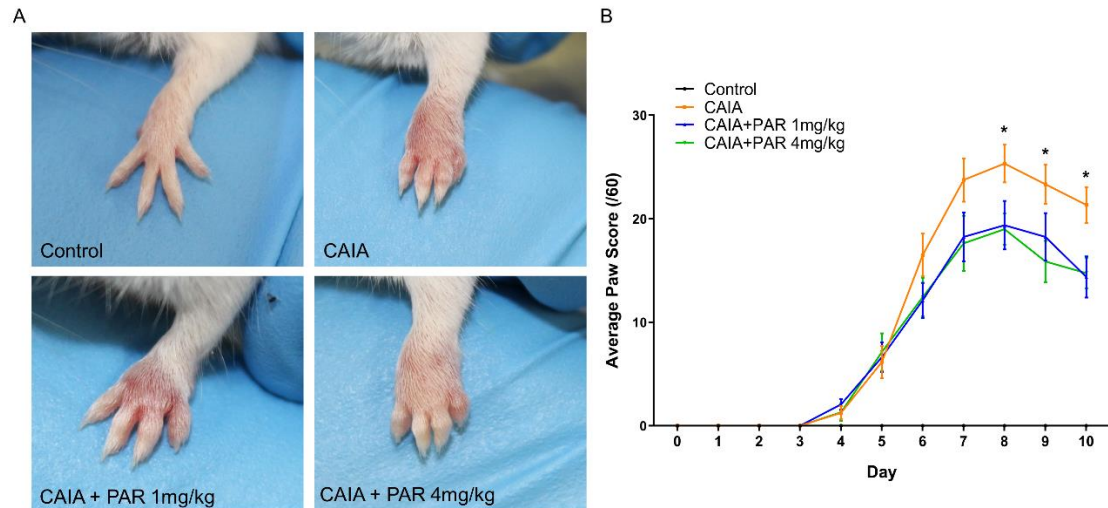 A
Control
CAIA
CAIA + PAR 1mg/kg
CAIA + PAR 4mg/kg
B
Control
CAIA
CAIA+PAR 1mg/kg
CAIA+PAR 4mg/kg
Average Paw Score (/60)
30
20
10
0
* * *
0 1 2 3 4 5 6 7 8 9 10
Day